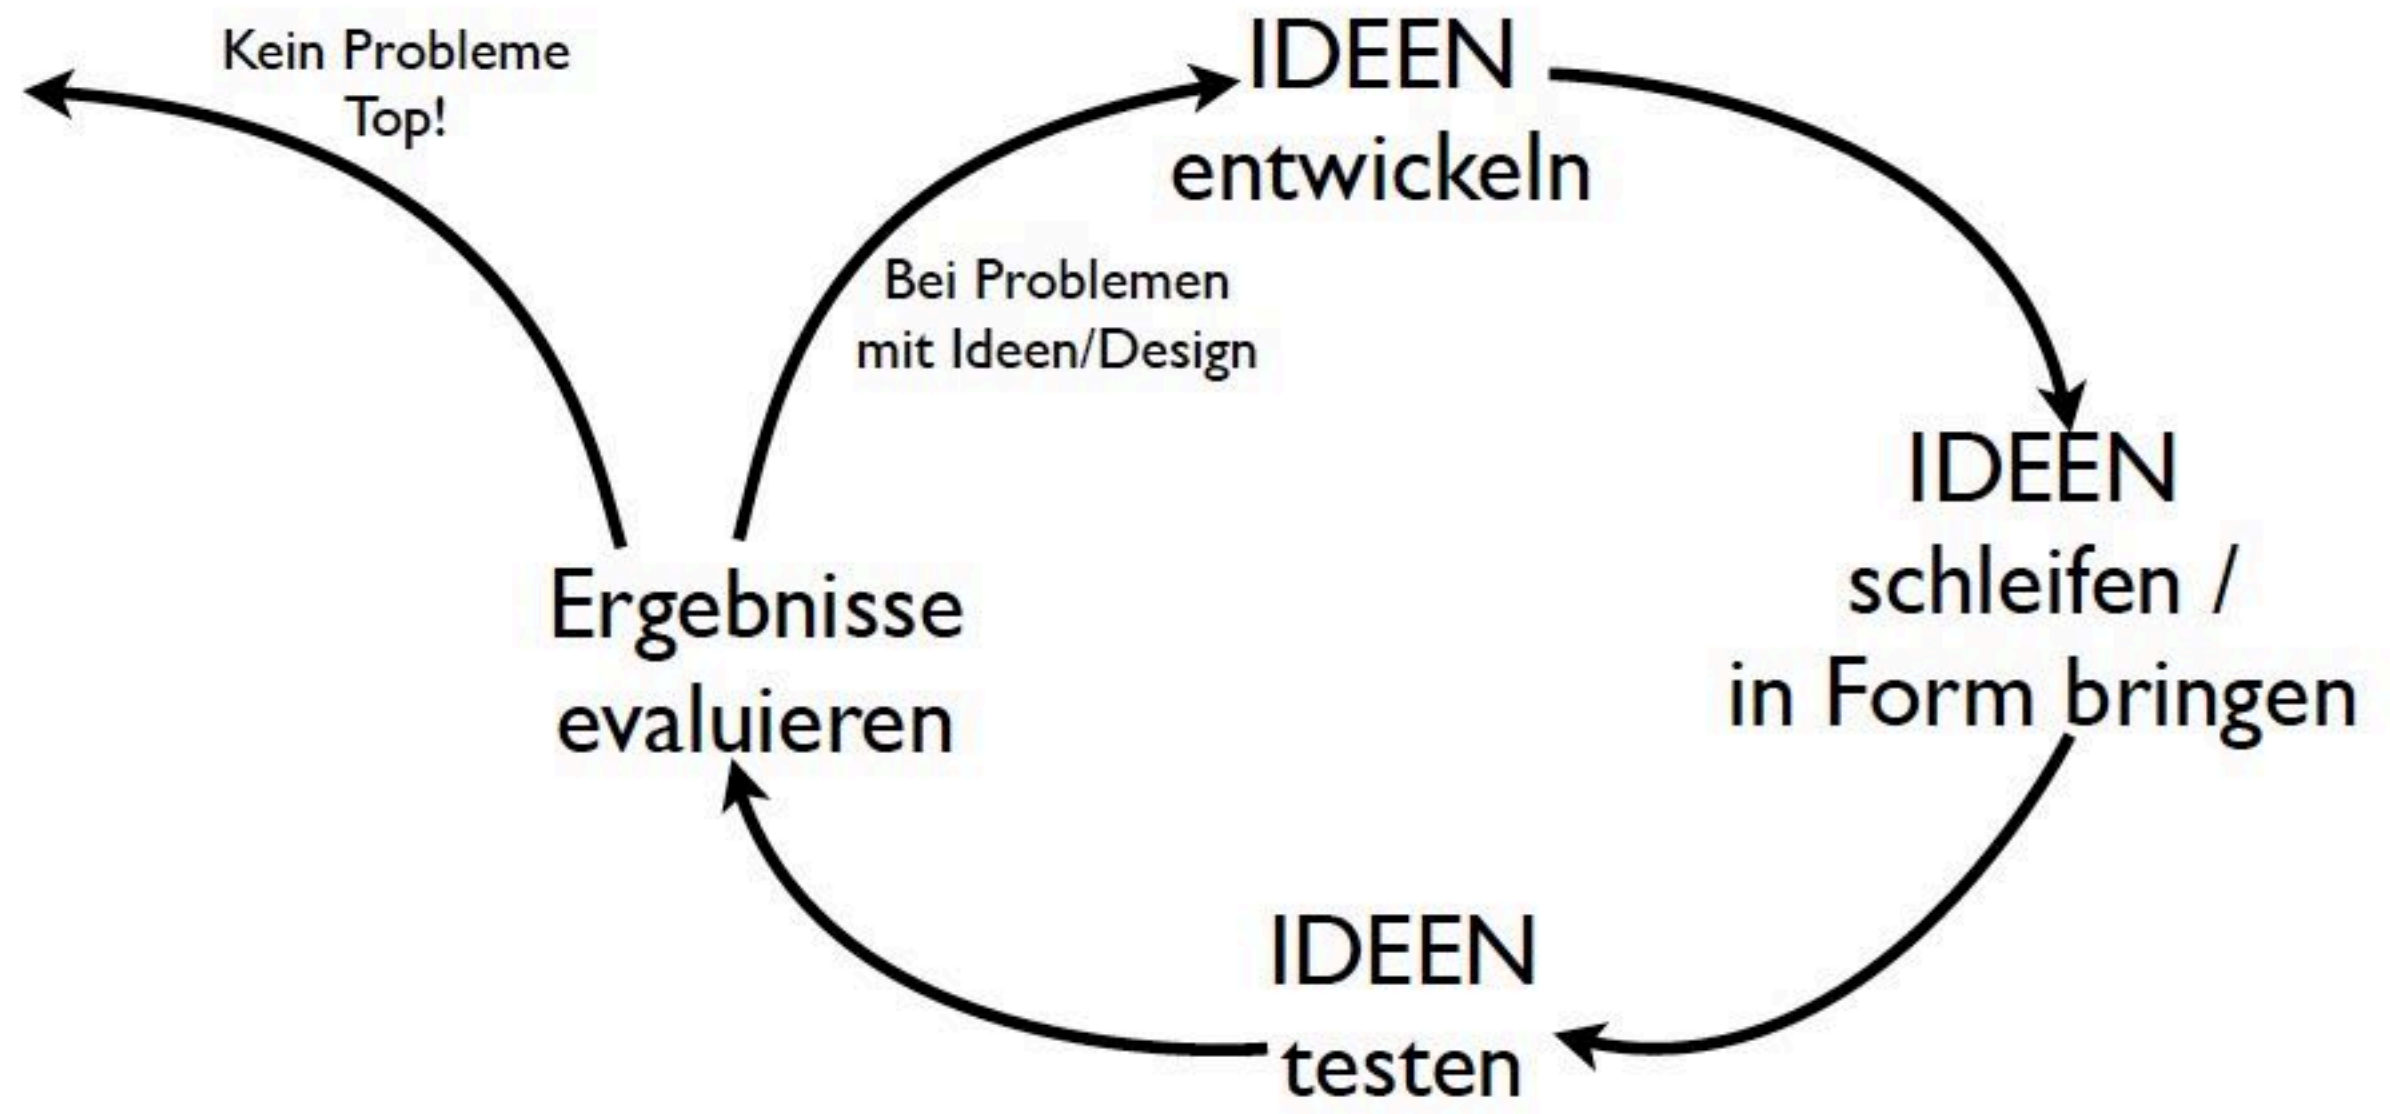 Kein Probleme
Top!
IDEEN
entwickeln
Bei Problemen
mit Ideen/Design
IDEEN
schleifen /
in Form bringen
Ergebnisse
evaluieren
IDEEN
testen